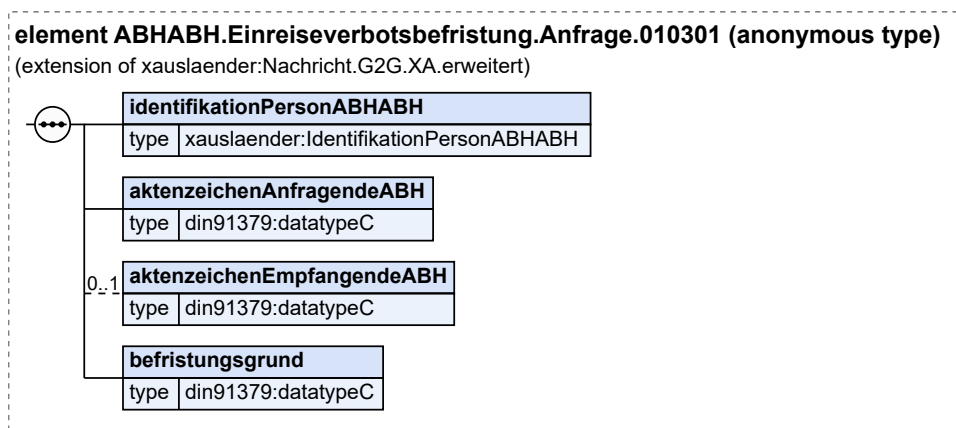 element ABHABH.Einreiseverbotsbefristung.Anfrage.010301 (anonymous type)
(extension of xauslaender:Nachricht.G2G.XA.erweitert)
identifikationPersonABHABH
type xauslaender:IdentifikationPersonABHABH
aktenzeichenAnfragendeABH
type din91379:datatypeC
0..1 aktenzeichenEmpfangendeABH
type din91379:datatypeC
befristungsgrund
type din91379:datatypeC